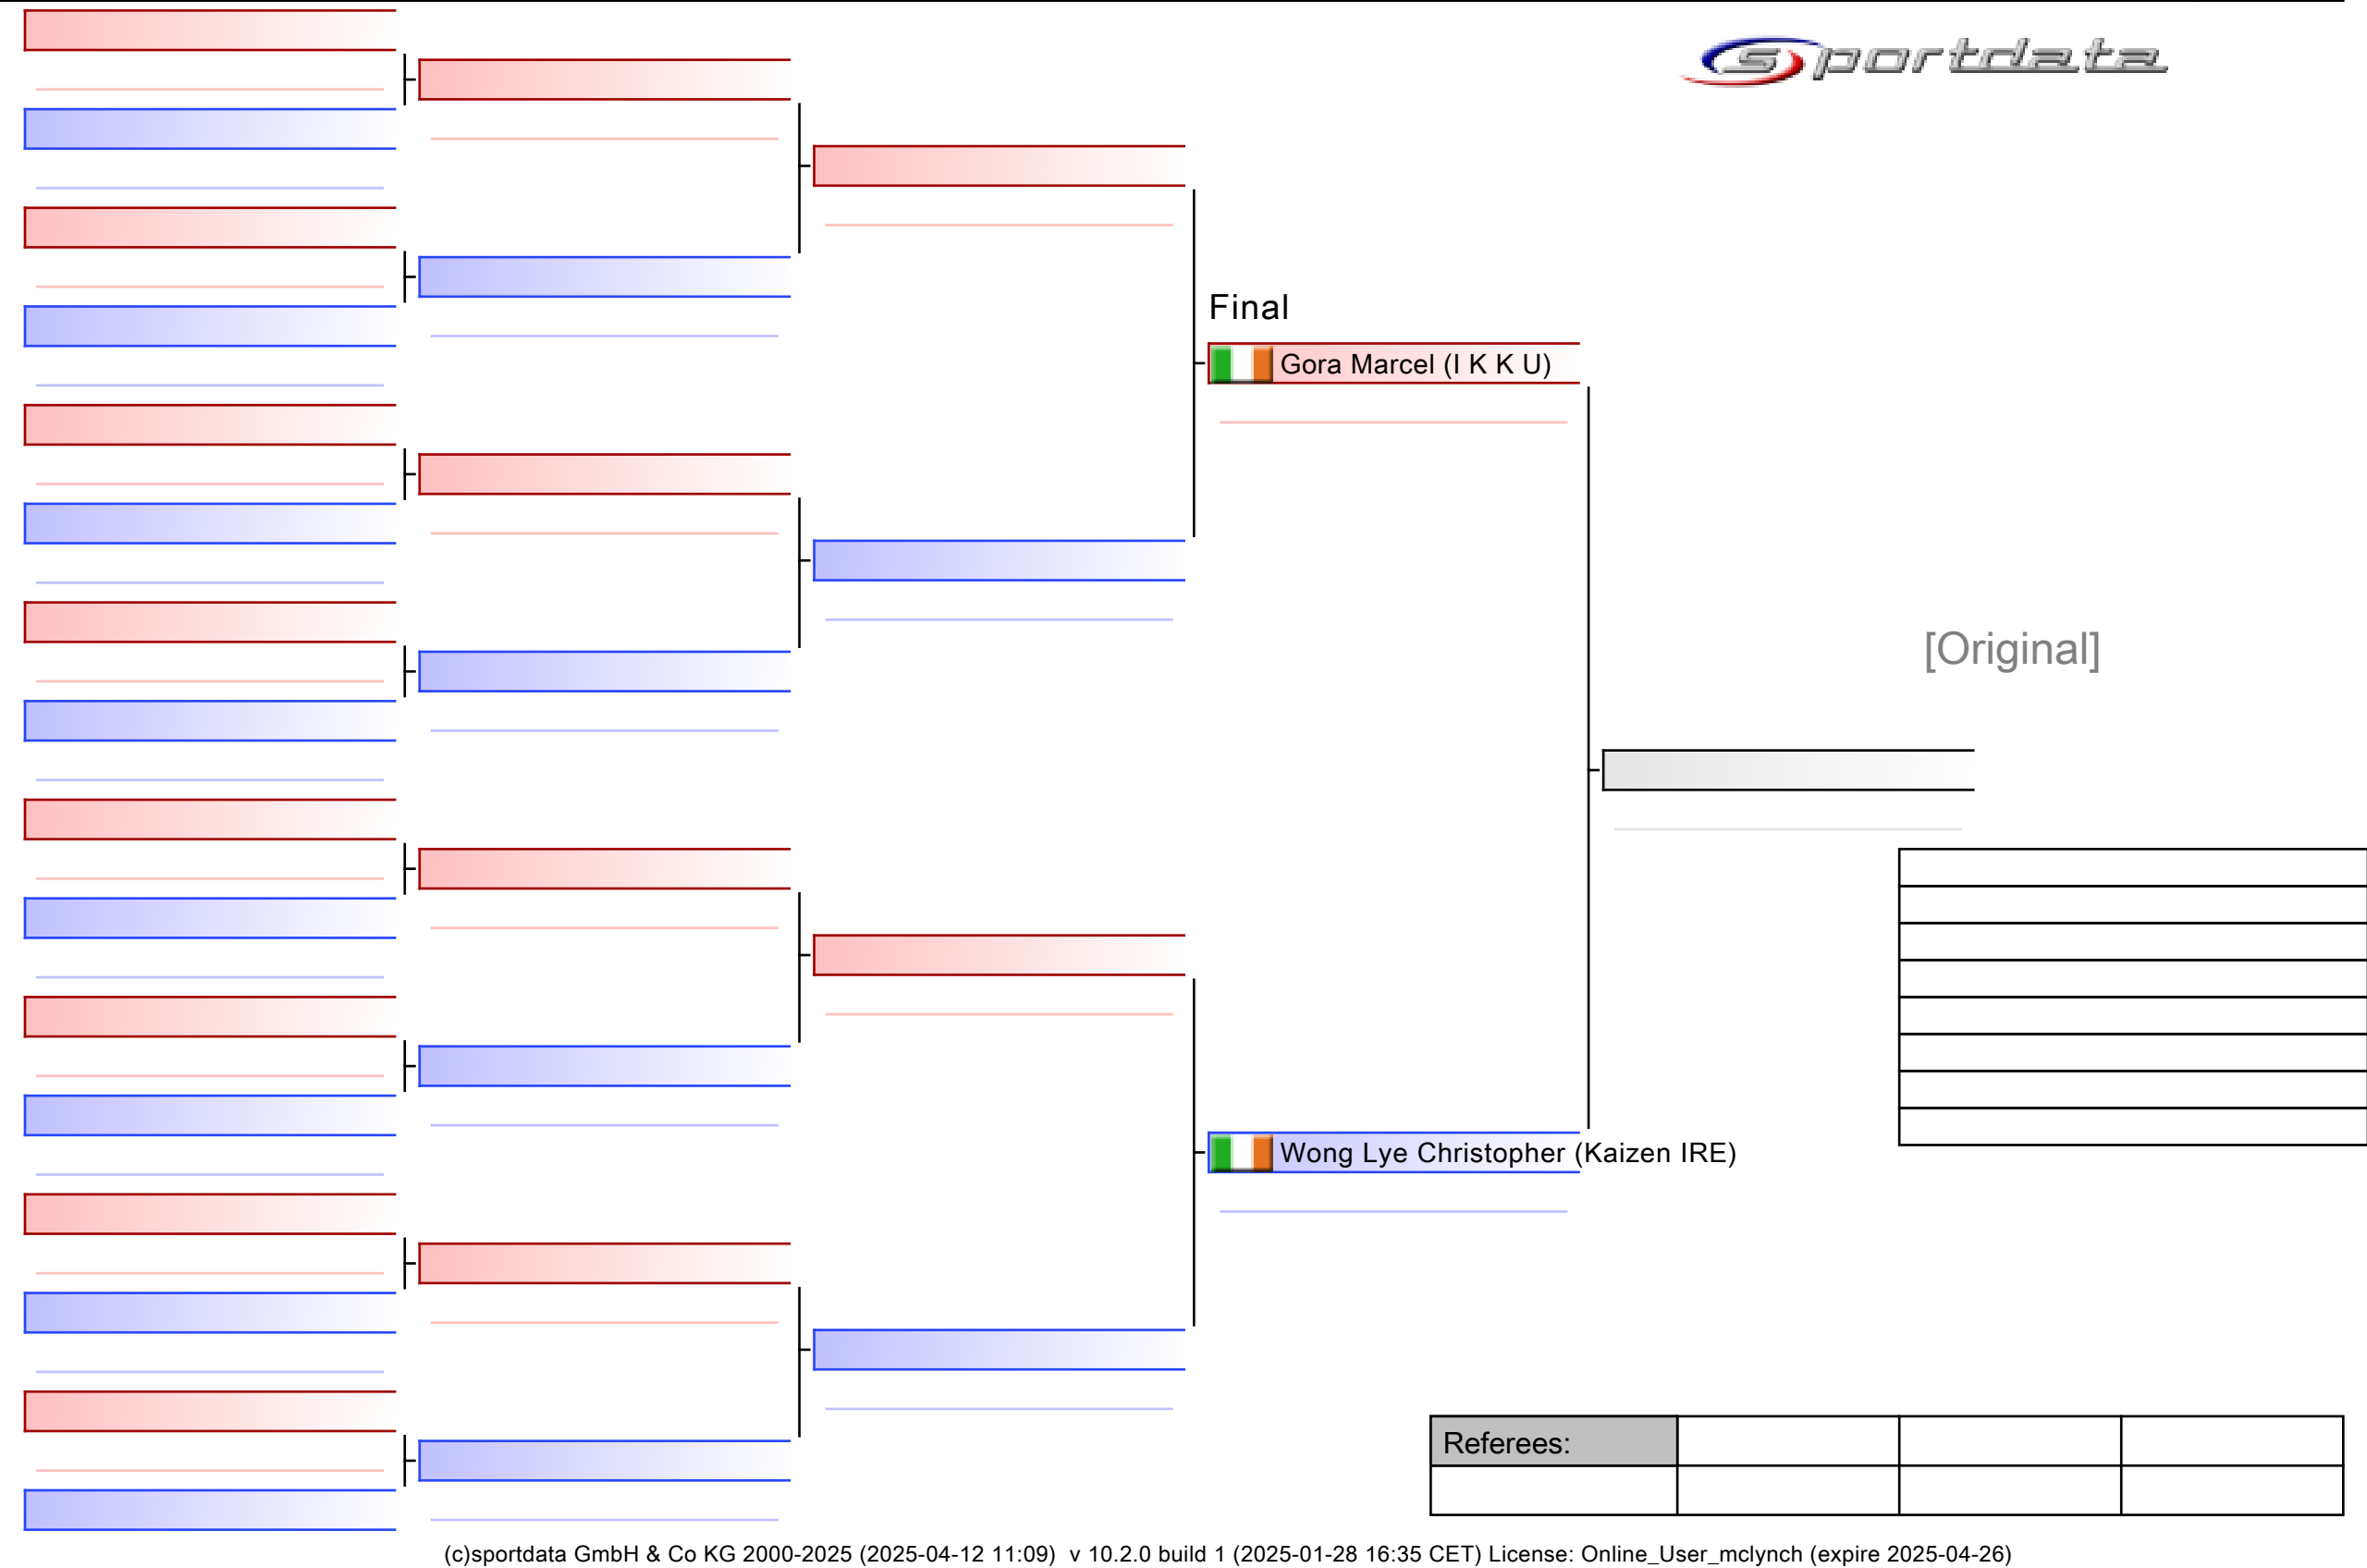 sportdata
Final
Gora Marcel (I K K U)
[Original]
Wong Lye Christopher (Kaizen IRE)
Referees:
(c)sportdata GmbH & Co KG 2000-2025 (2025-04-12 11:09)  v 10.2.0 build 1 (2025-01-28 16:35 CET) License: Online_User_mclynch (expire 2025-04-26)